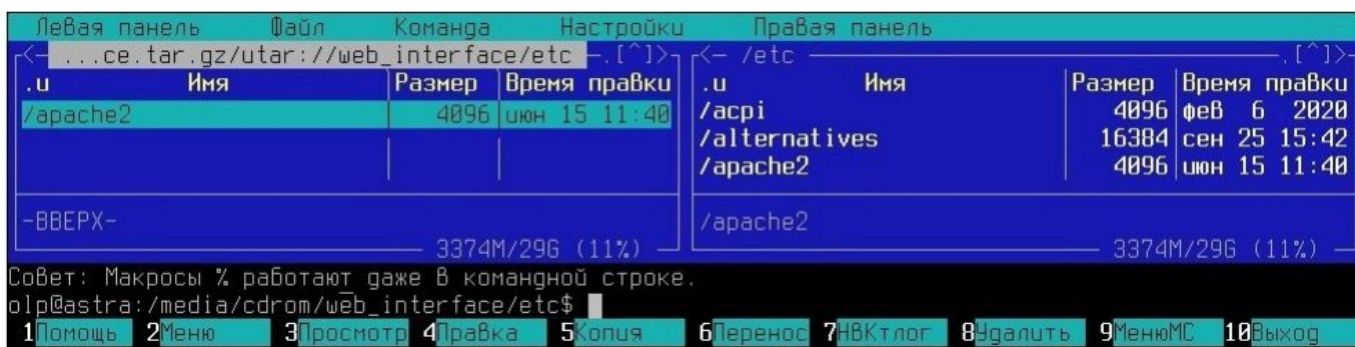 Левая панель Файл Команда Настройки Правая панель
<- ...ce.tar.gz/utar://web_interface/etc -.[^]> <- /etc .[^]>
.и Имя Размер Время правки .и Имя Размер Время правки
/apache2 4096 июн 15 11:40 /acpi 4096 фев 6 2020
/alternatives 16384 сен 25 15:42
/apache2 4096 июн 15 11:40
-ВВЕРХ- /apache2
3374M/29G (11%) 3374M/29G (11%)
Совет: Макросы % работают даже в командной строке.
olp@astra:/media/cdrom/web_interface/etc$
1Помощь 2Меню 3Просмотр 4Правка 5Копия 6Перенос 7НвКтлог 8Удалить 9МенюМС 10Выход